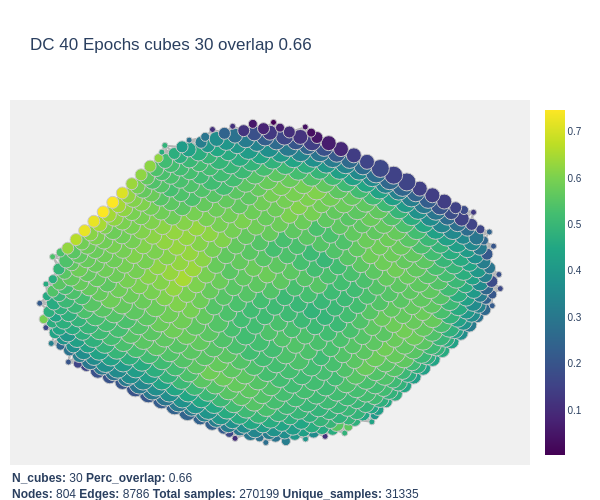 DC 40 Epochs cubes 30 overlap 0.66
0.7
0.6
0.5
0.4
0.3
0.2
0.1
N_cubes: 30 Perc_overlap: 0.66
Nodes: 804 Edges: 8786 Total samples: 270199 Unique_samples: 31335